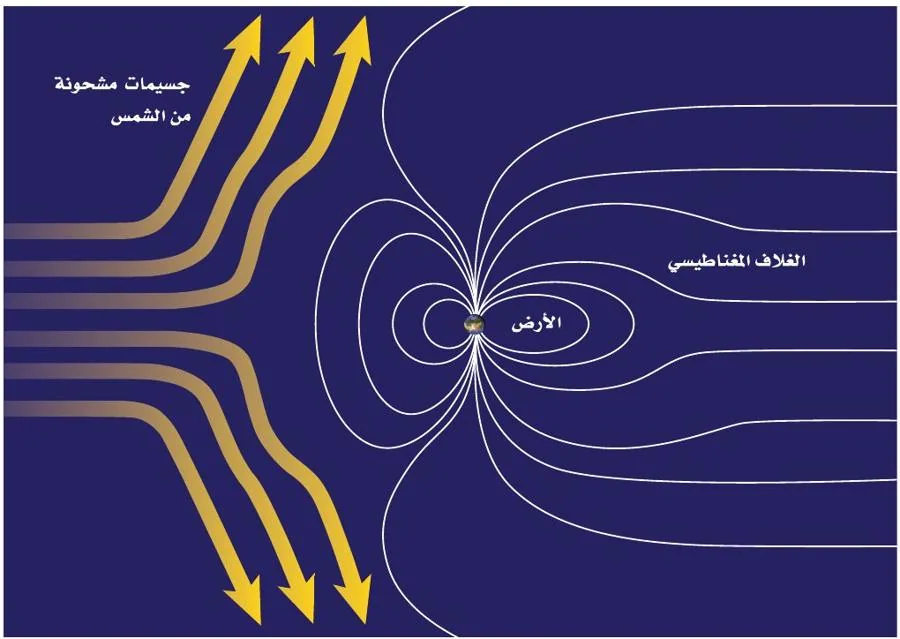 جسيمات مشحونة
من الشمس
الغلاف المغناطيسي
الأرض